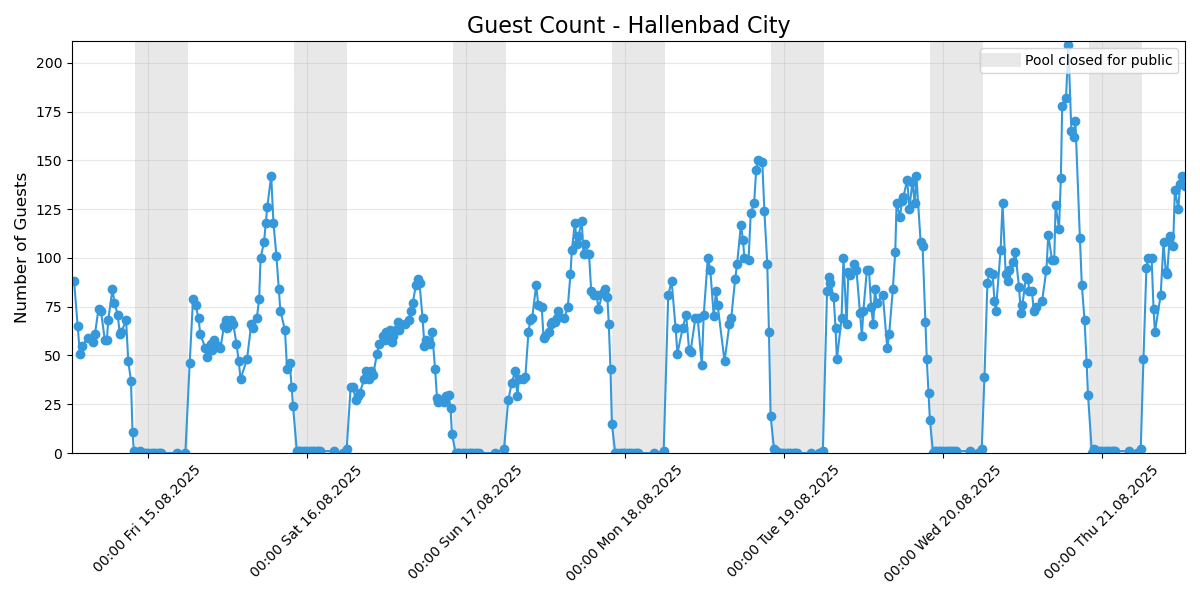 Guest Count - Hallenbad City
Pool closed for public
Number of Guests
200
175
150
125
100
75
50
25
0
00:00 Fri 15.08.2025
00:00 Sat 16.08.2025
00:00 Sun 17.08.2025
00:00 Mon 18.08.2025
00:00 Tue 19.08.2025
00:00 Wed 20.08.2025
00:00 Thu 21.08.2025